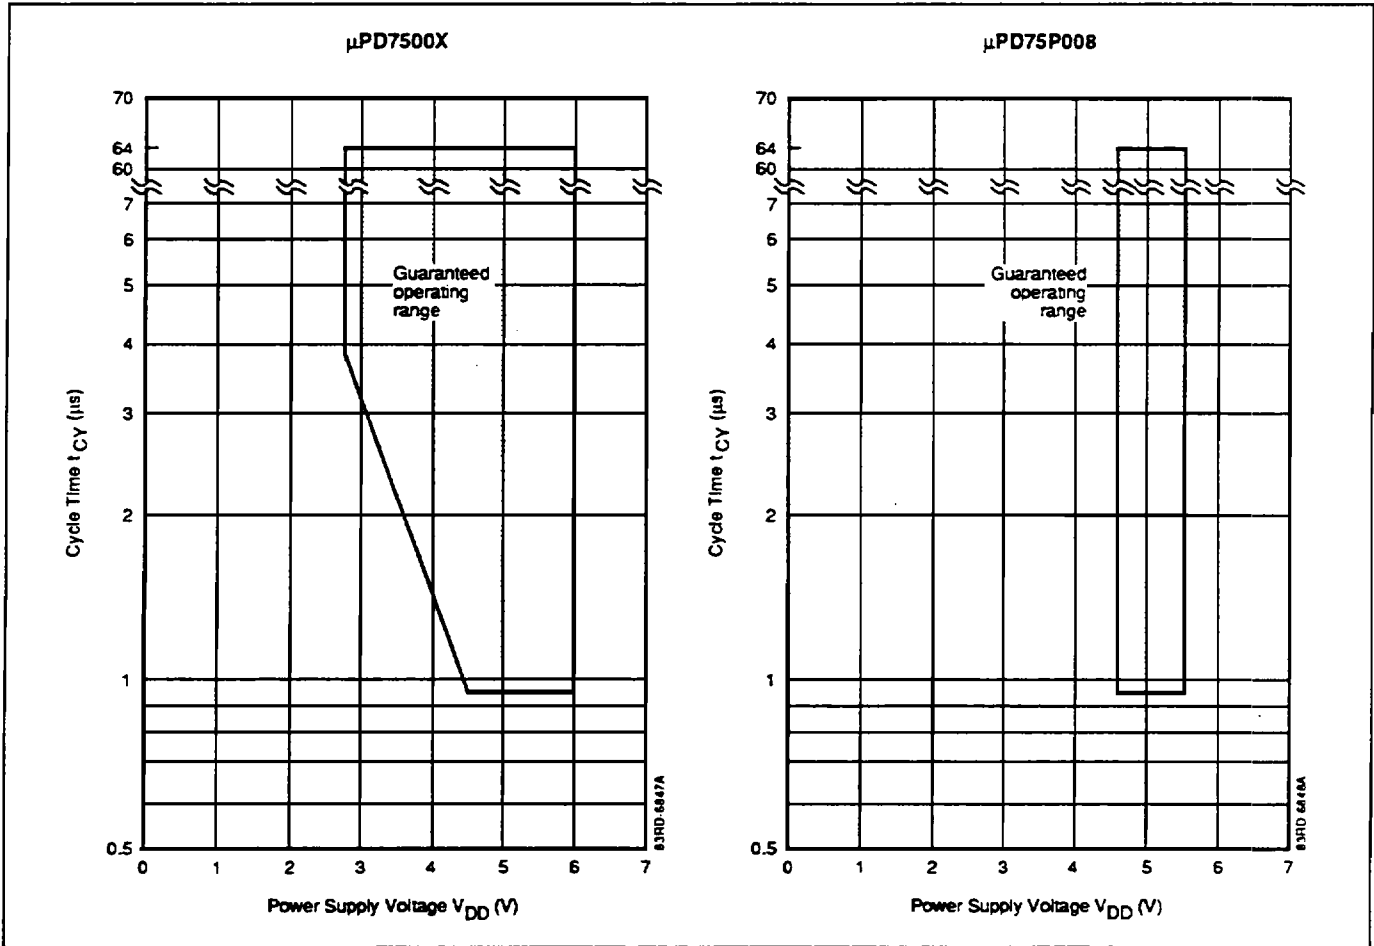 µPD7500X
70
64
60
7
6
5
4
3
2
1
0.5
Guaranteed
operating
range
Cycle Time tCY (µs)
0 1 2 3 4 5 6 7
Power Supply Voltage VDD (V)
83RD-6847A
µPD75P008
70
64
60
7
6
5
4
3
2
1
0.5
Guaranteed
operating
range
Cycle Time tCY (µs)
0 1 2 3 4 5 6 7
Power Supply Voltage VDD (V)
83RD-6848A